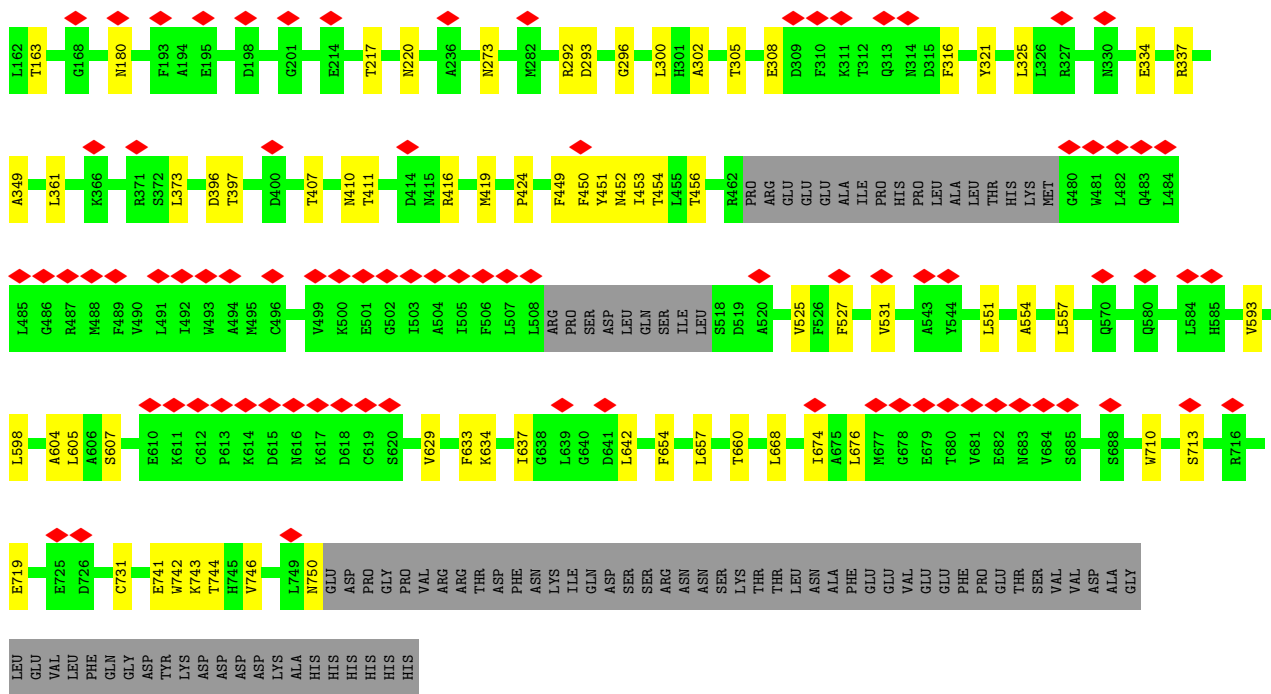 L162 T163 G168 N180 F193 A194 E195 D198 G201 E214 T217 N220 A236 N273 M282 R292 D293 G296 L300 H301 A302 T305 E308 D309 F310 K311 T312 Q313 N314 D315 F316 Y321 L325 L326 R327 N330 E334 R337
A349 L361 K366 R371 S372 L373 D396 T397 D400 T407 N410 T411 D414 N415 R416 M419 P424 F449 F450 Y451 N452 I453 T454 L455 T456 R462 PRO ARG GLU GLU GLU ALA ILE PRO HIS PRO LEU ALA LEU THR HIS LYS MET G480 W481 L482 Q483 L484
L485 G486 R487 M488 F489 V490 L491 I492 W493 A494 M495 C496 V499 K500 E501 G502 I503 A504 I505 F506 L507 L508 ARG PRO SER ASP LEU GLN SER ILE LEU S518 D519 A520 V525 F526 F527 V531 A543 Y544 L551 A554 L557 Q570 Q580 L584 H585 V593
L598 A604 L605 A606 S607 E610 K611 C612 P613 K614 D615 N616 K617 D618 C619 S620 V629 F633 K634 I637 G638 L639 G640 D641 L642 F654 L657 T660 L668 I674 A675 L676 M677 G678 E679 T680 V681 E682 N683 V684 S685 S688 W710 S713 R716
E719 E725 D726 C731 E741 W742 K743 T744 H745 V746 L749 N750 GLU ASP PRO GLY PRO VAL ARG ARG THR ASP PHE ASN LYS ILE GLN ASP SER SER ARG ASN ASN SER LYS THR THR LEU ASN ALA PHE GLU GLU VAL GLU GLU PHE PRO GLU THR SER VAL VAL ASP ALA GLY
LEU GLU VAL LEU PHE GLN GLY ASP TYR LYS ASP ASP ASP ASP LYS ALA HIS HIS HIS HIS HIS HIS